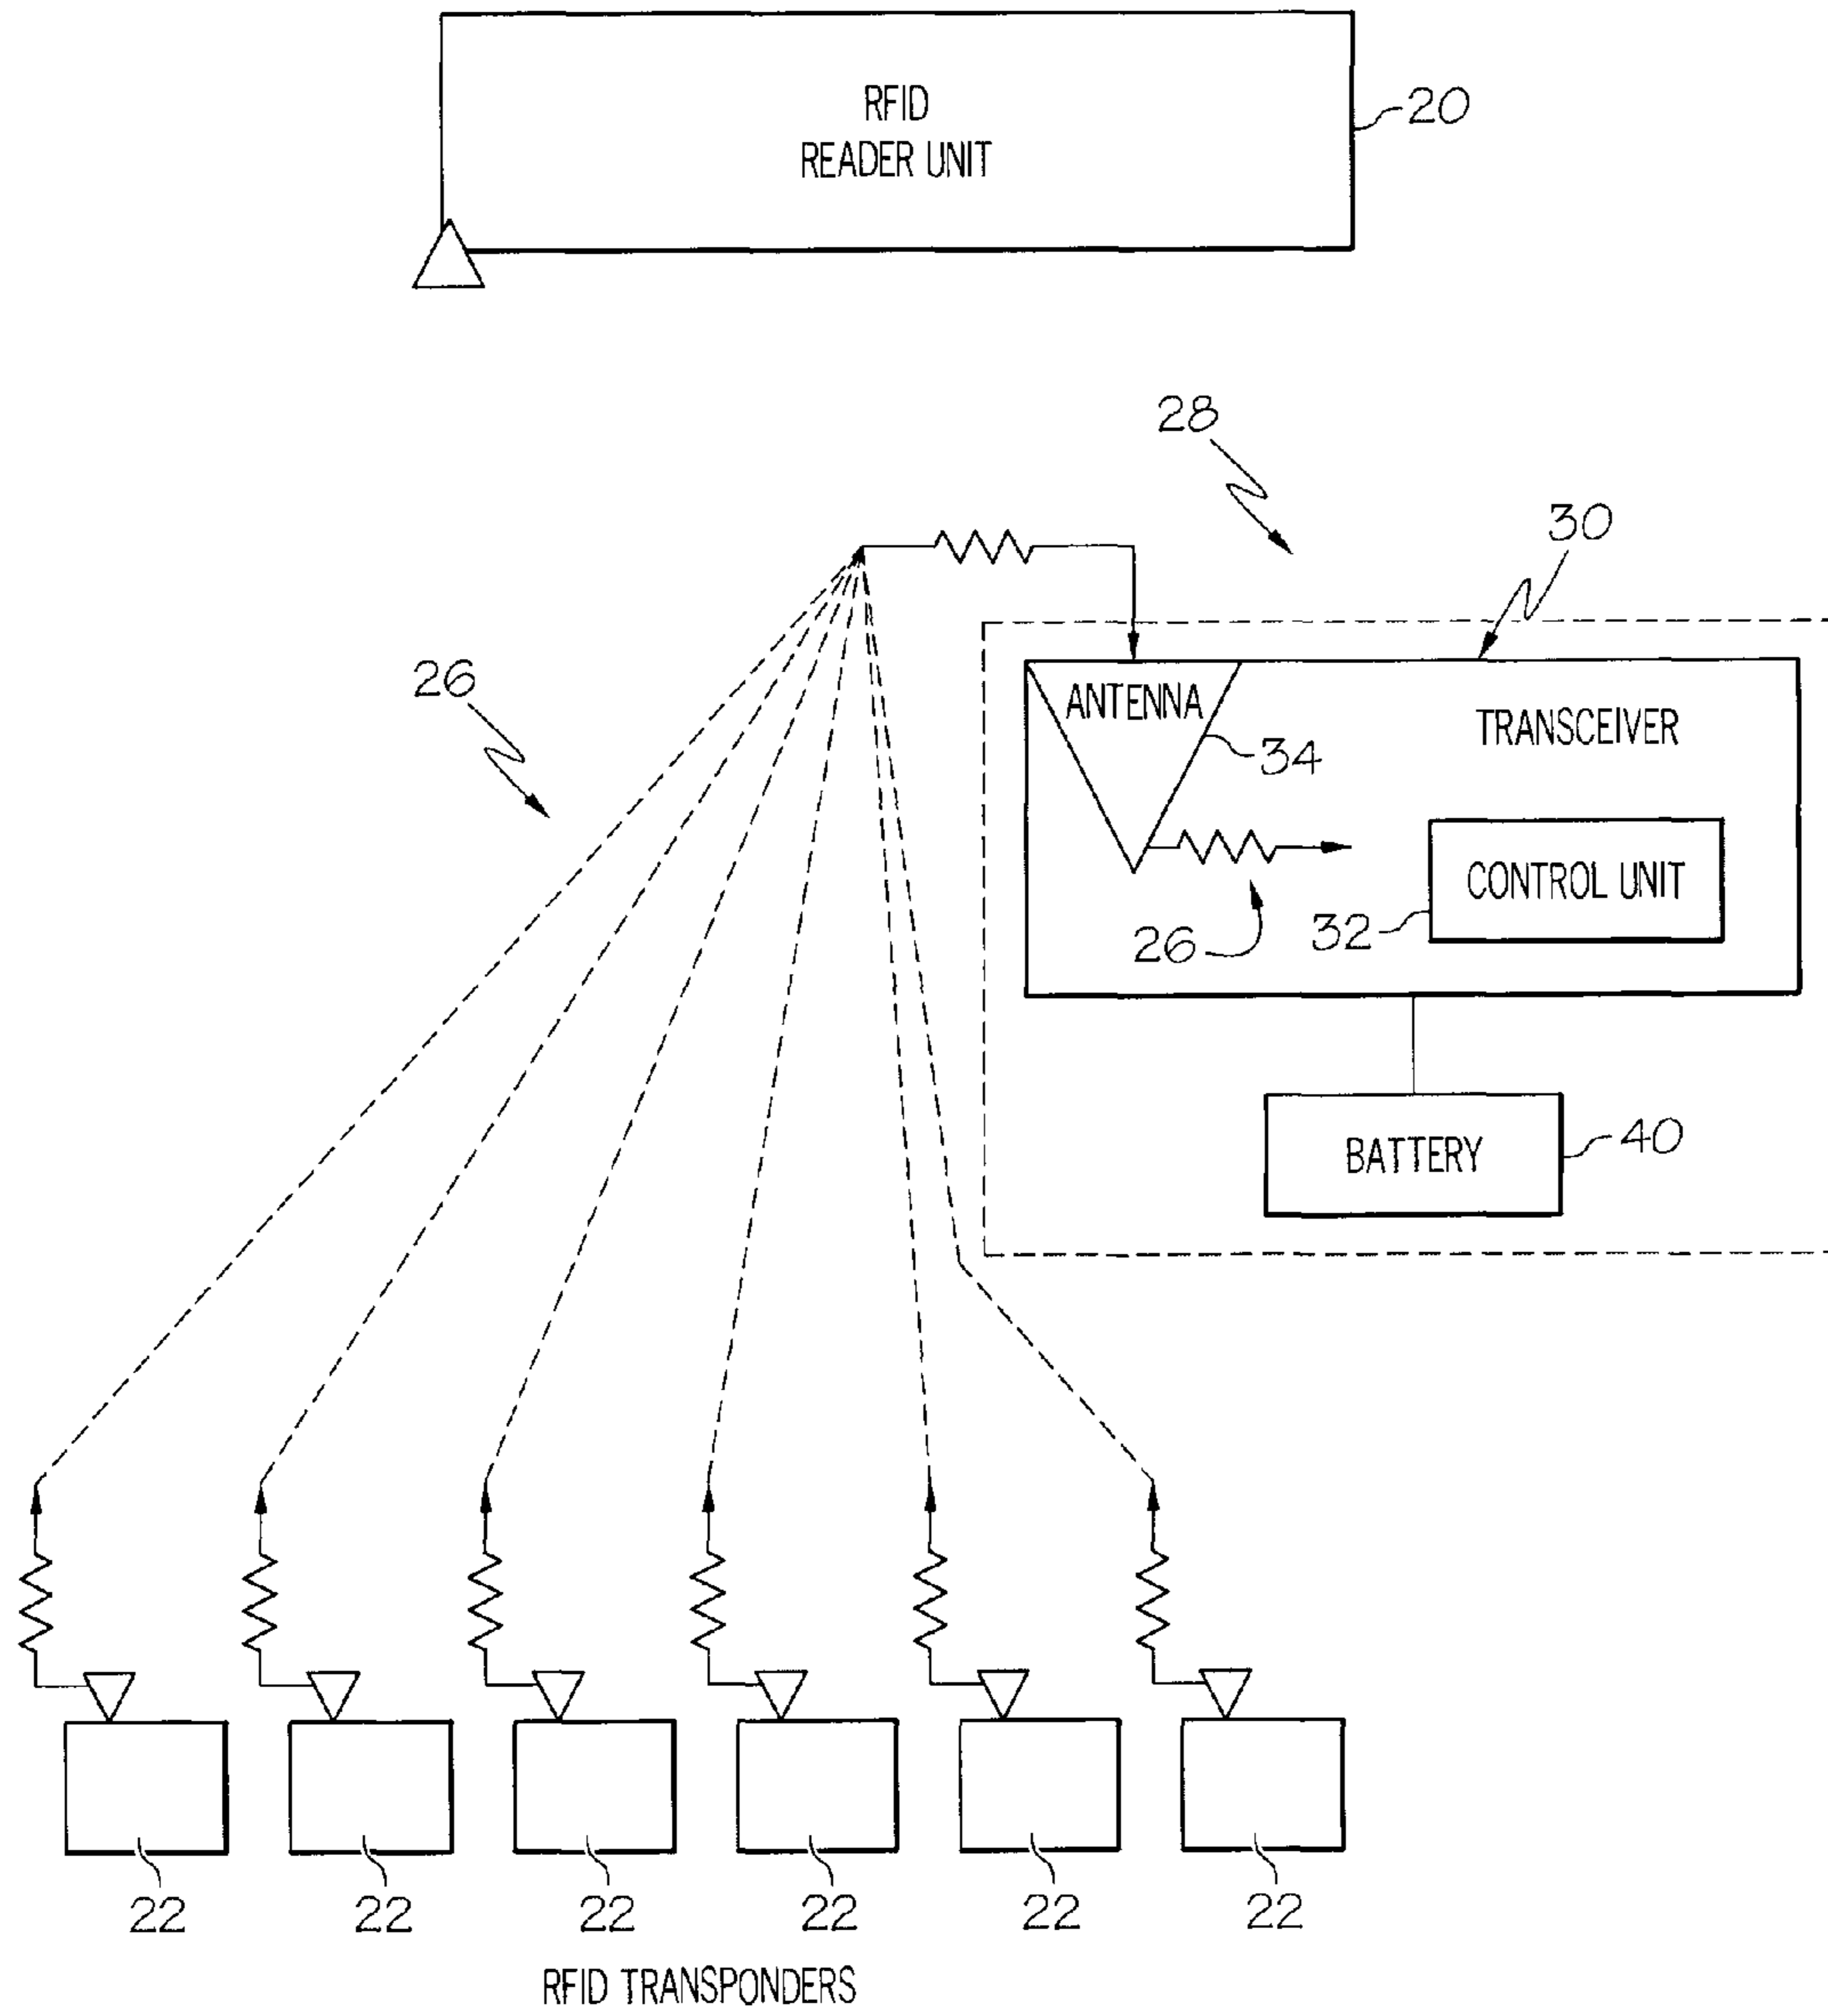 RFID
READER UNIT
20
28
30
26
ANTENNA
TRANSCEIVER
34
CONTROL UNIT
32
26
BATTERY
40
22 22 22 22 22 22
RFID TRANSPONDERS